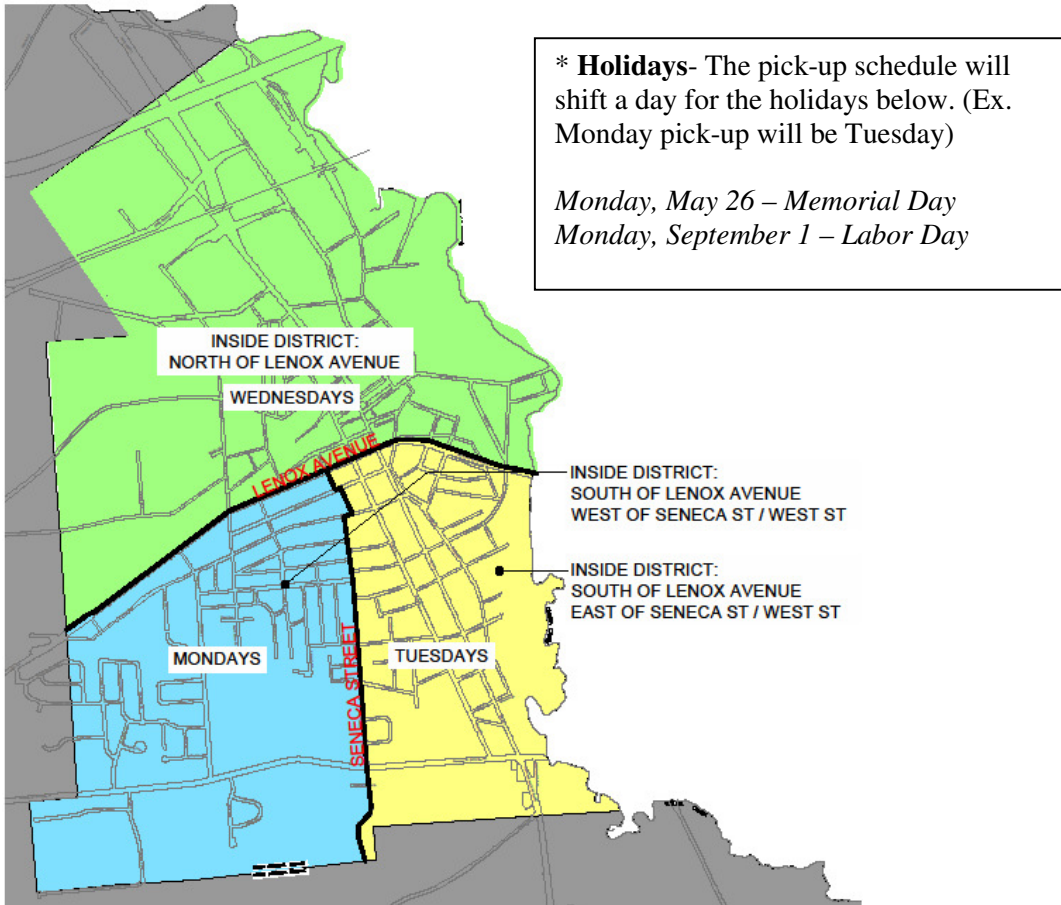 * Holidays- The pick-up schedule will
shift a day for the holidays below. (Ex.
Monday pick-up will be Tuesday)
Monday, May 26 – Memorial Day
Monday, September 1 – Labor Day
INSIDE DISTRICT:
NORTH OF LENOX AVENUE
WEDNESDAYS
LENOX AVENUE
INSIDE DISTRICT:
SOUTH OF LENOX AVENUE
WEST OF SENECA ST / WEST ST
INSIDE DISTRICT:
SOUTH OF LENOX AVENUE
EAST OF SENECA ST / WEST ST
MONDAYS
SENECA STREET
TUESDAYS